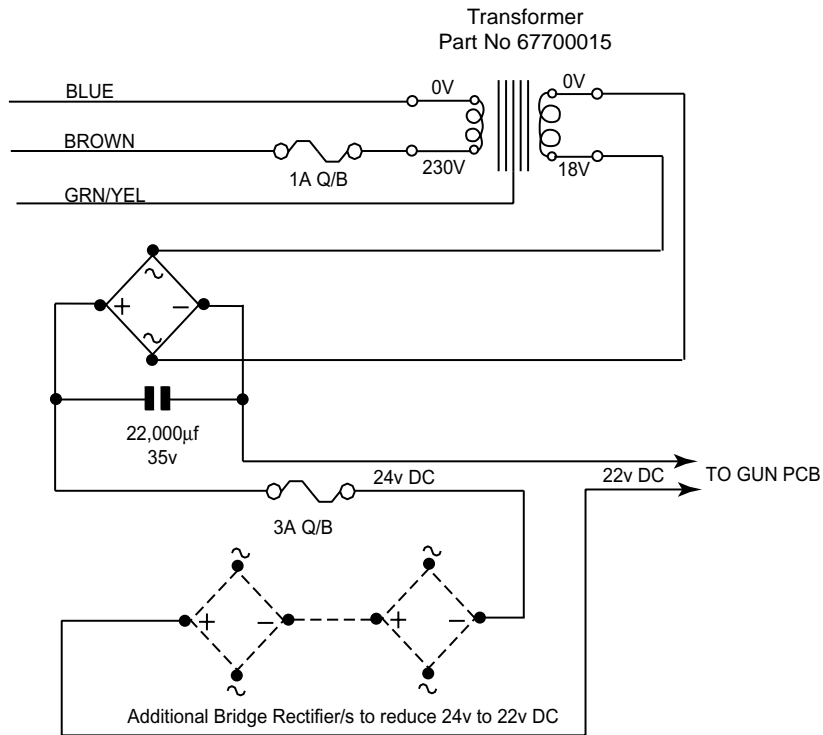 Transformer
Part No 67700015
BLUE
0V
0V
BROWN
1A Q/B
230V
18V
GRN/YEL
~
+
−
~
22,000µf
35v
24v DC
22v DC
TO GUN PCB
3A Q/B
~
~
+
−
+
−
~
~
Additional Bridge Rectifier/s to reduce 24v to 22v DC